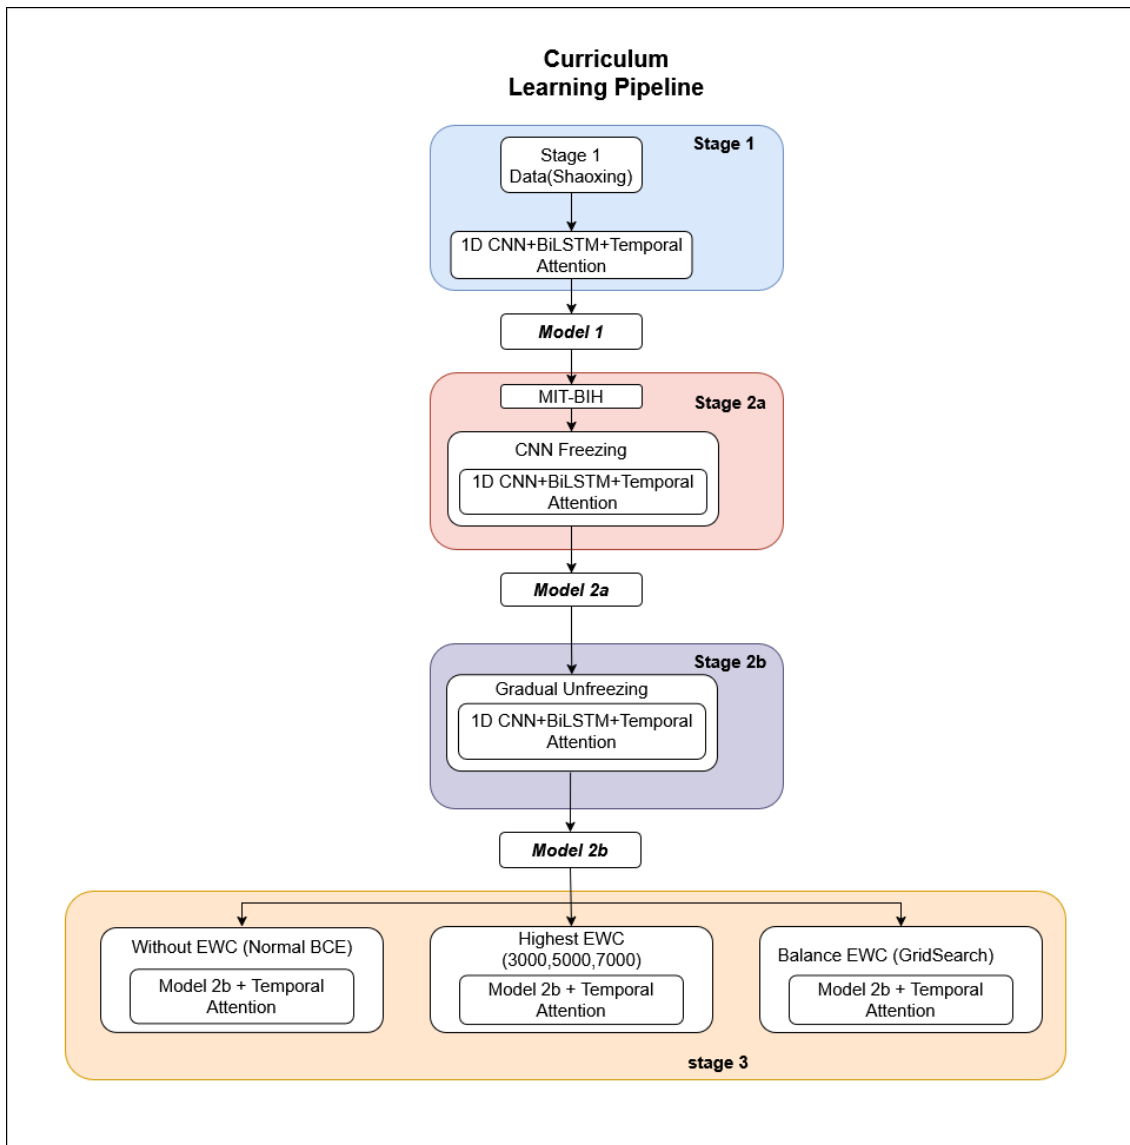 Curriculum
Learning Pipeline
Stage 1
Stage 1
Data(Shaoxing)
1D CNN+BiLSTM+Temporal
Attention
Model 1
MIT-BIH
Stage 2a
CNN Freezing
1D CNN+BiLSTM+Temporal
Attention
Model 2a
Stage 2b
Gradual Unfreezing
1D CNN+BiLSTM+Temporal
Attention
Model 2b
Without EWC (Normal BCE)
Model 2b + Temporal
Attention
Highest EWC
(3000,5000,7000)
Model 2b + Temporal
Attention
Balance EWC (GridSearch)
Model 2b + Temporal
Attention
stage 3